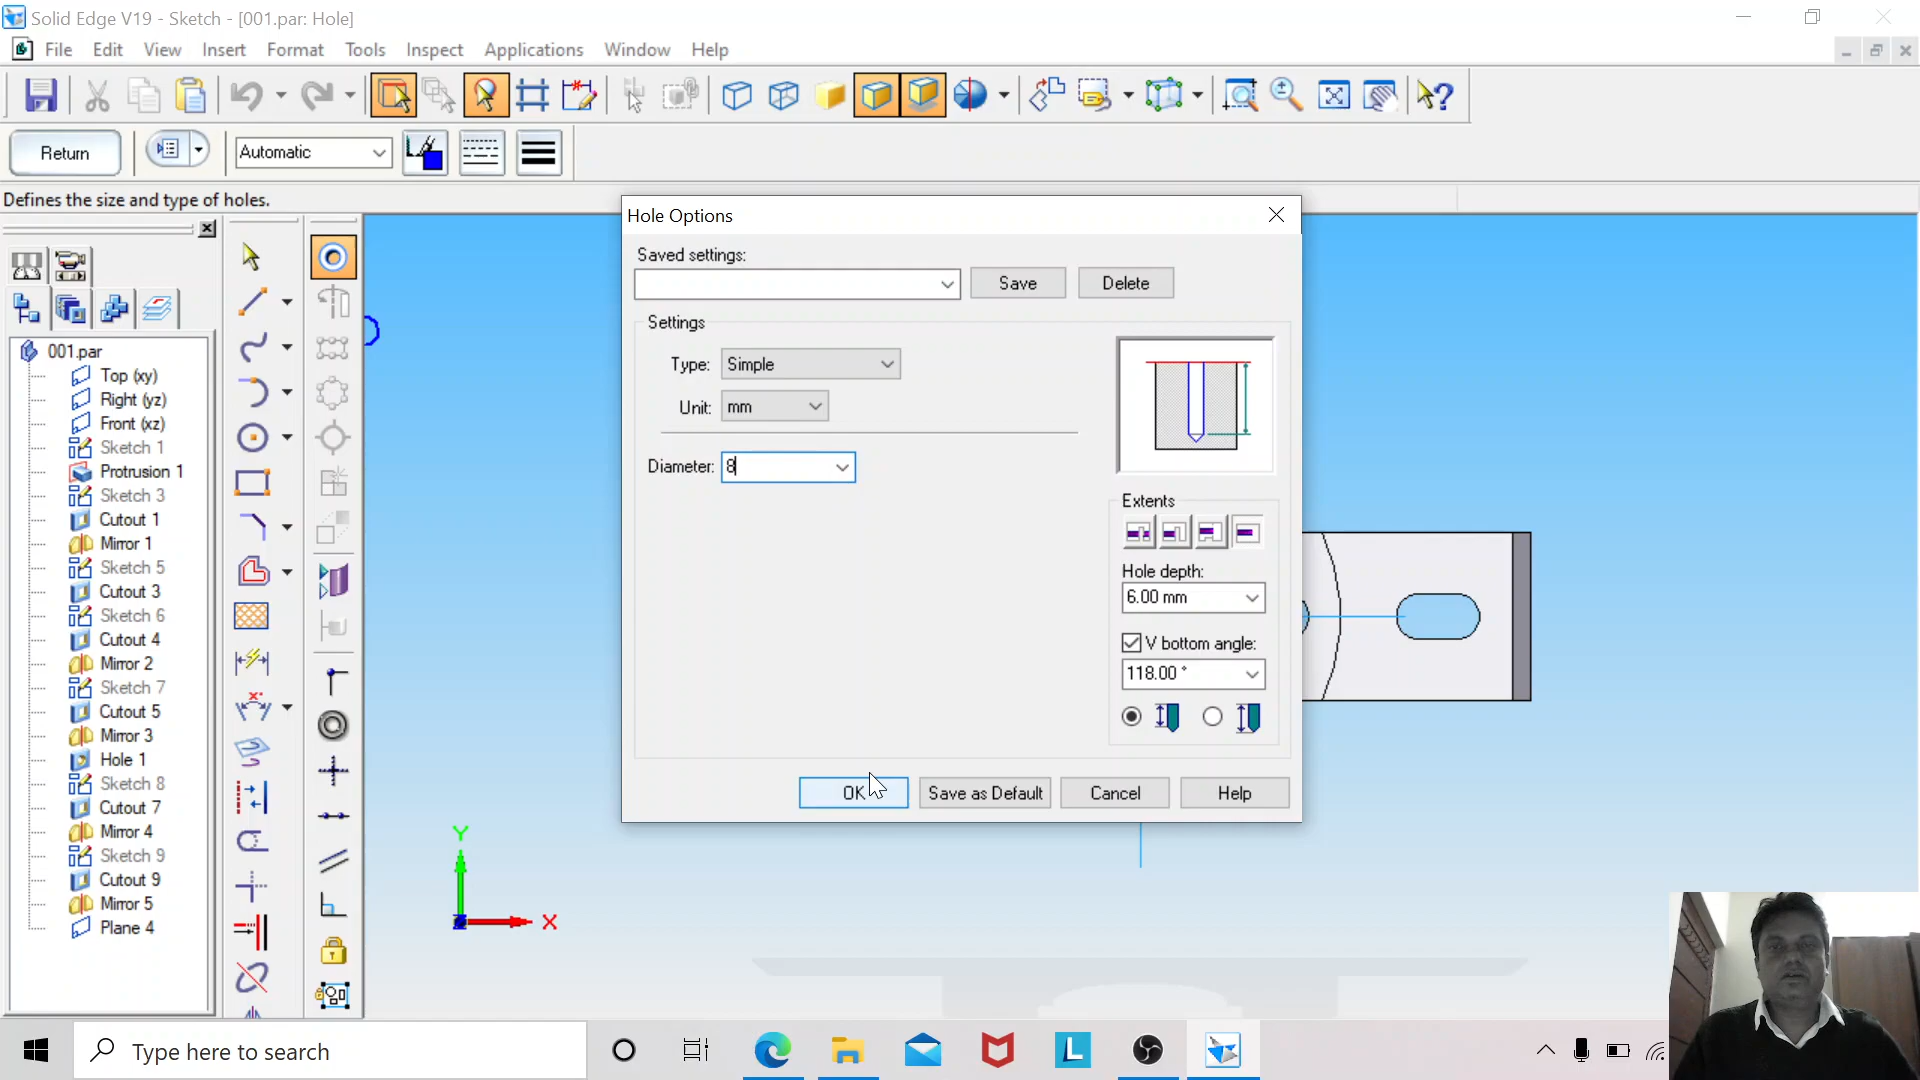 Solid Edge V19 - Sketch - [001.par: Hole]
File Edit View Insert Format Tools Inspect Applications Window Help
Return
Automatic
Defines the size and type of holes.
001.par
Top (xy)
Right (yz)
Front (xz)
Sketch 1
Protrusion 1
Sketch 3
Cutout 1
Mirror 1
Sketch 5
Cutout 3
Sketch 6
Cutout 4
Mirror 2
Sketch 7
Cutout 5
Mirror 3
Hole 1
Sketch 8
Cutout 7
Mirror 4
Sketch 9
Cutout 9
Mirror 5
Plane 4
Hole Options
Saved settings:
Save Delete
Settings
Type: Simple
Unit: mm
Diameter: 8
Extents
Hole depth:
6.00 mm
V bottom angle:
118.00 °
OK Save as Default Cancel Help
Y
X
Type here to search
L